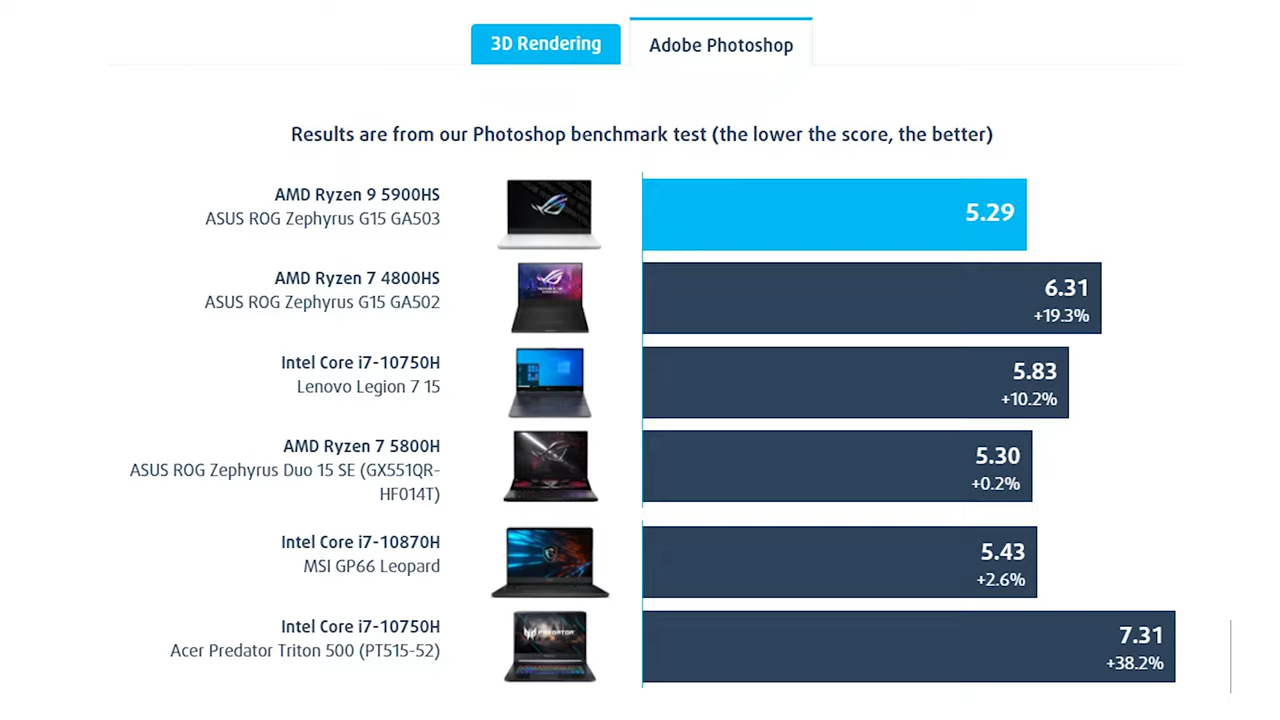 3D Rendering
Adobe Photoshop
Results are from our Photoshop benchmark test (the lower the score, the better)
AMD Ryzen 9 5900HS
ASUS ROG Zephyrus G15 GA503
5.29
AMD Ryzen 7 4800HS
ASUS ROG Zephyrus G15 GA502
6.31
+19.3%
Intel Core i7-10750H
Lenovo Legion 7 15
5.83
+10.2%
AMD Ryzen 7 5800H
ASUS ROG Zephyrus Duo 15 SE (GX551QR-
HF014T)
5.30
+0.2%
Intel Core i7-10870H
MSI GP66 Leopard
5.43
+2.6%
Intel Core i7-10750H
Acer Predator Triton 500 (PT515-52)
PREDATOR
7.31
+38.2%